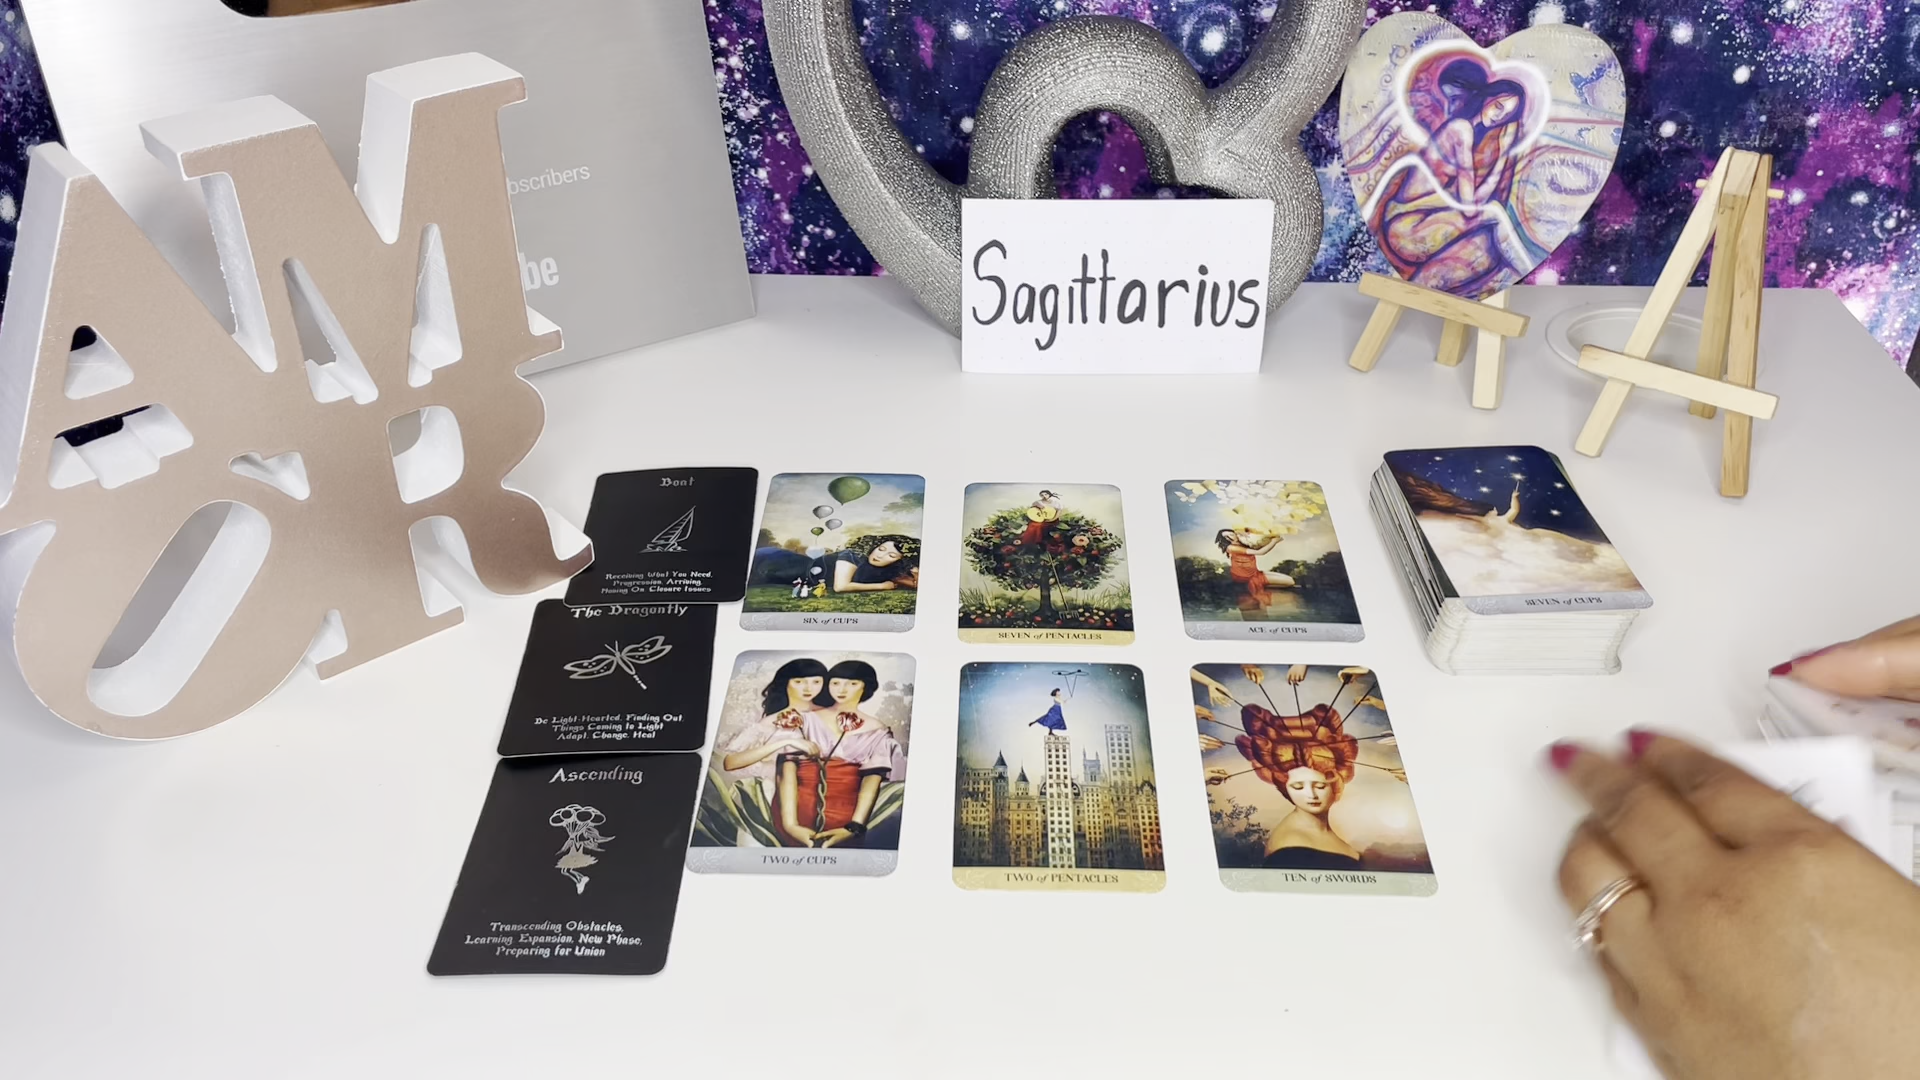 AMOR
bscribers
be
Sagittarius
Boat
Receiving What You Need,
Progression, Arriving,
Moving On, Closure Issues
The Dragonfly
Be Light-Hearted, Finding Out,
Things Coming to Light
Adapt, Change, Heal
Ascending
Transcending Obstacles,
Learning, Expansion, New Phase,
Preparing for Union
SIX of CUPS
SEVEN of PENTACLES
ACE of CUPS
SEVEN of CUPS
TWO of CUPS
TWO of PENTACLES
TEN of SWORDS